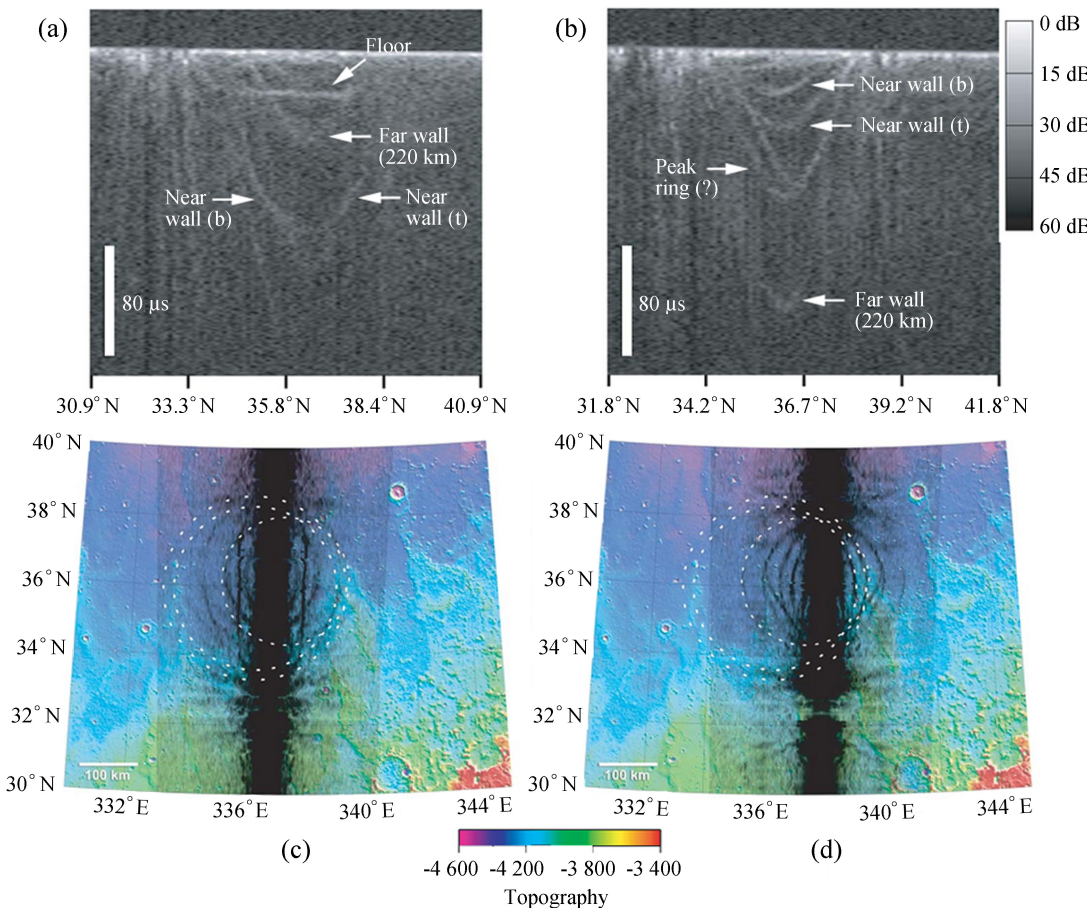 (a)
Floor
Far wall
(220 km)
Near
wall (b)
Near
wall (t)
80 µs
30.9° N 33.3° N 35.8° N 38.4° N 40.9° N
(b)
Near wall (b)
Near wall (t)
Peak
ring (?)
Far wall
(220 km)
80 µs
31.8° N 34.2° N 36.7° N 39.2° N 41.8° N
0 dB
15 dB
30 dB
45 dB
60 dB
40° N
38° N
36° N
34° N
32° N
30° N
100 km
332° E 336° E 340° E 344° E
(c)
40° N
38° N
36° N
34° N
32° N
30° N
100 km
332° E 336° E 340° E 344° E
(d)
-4 600 -4 200 -3 800 -3 400
Topography